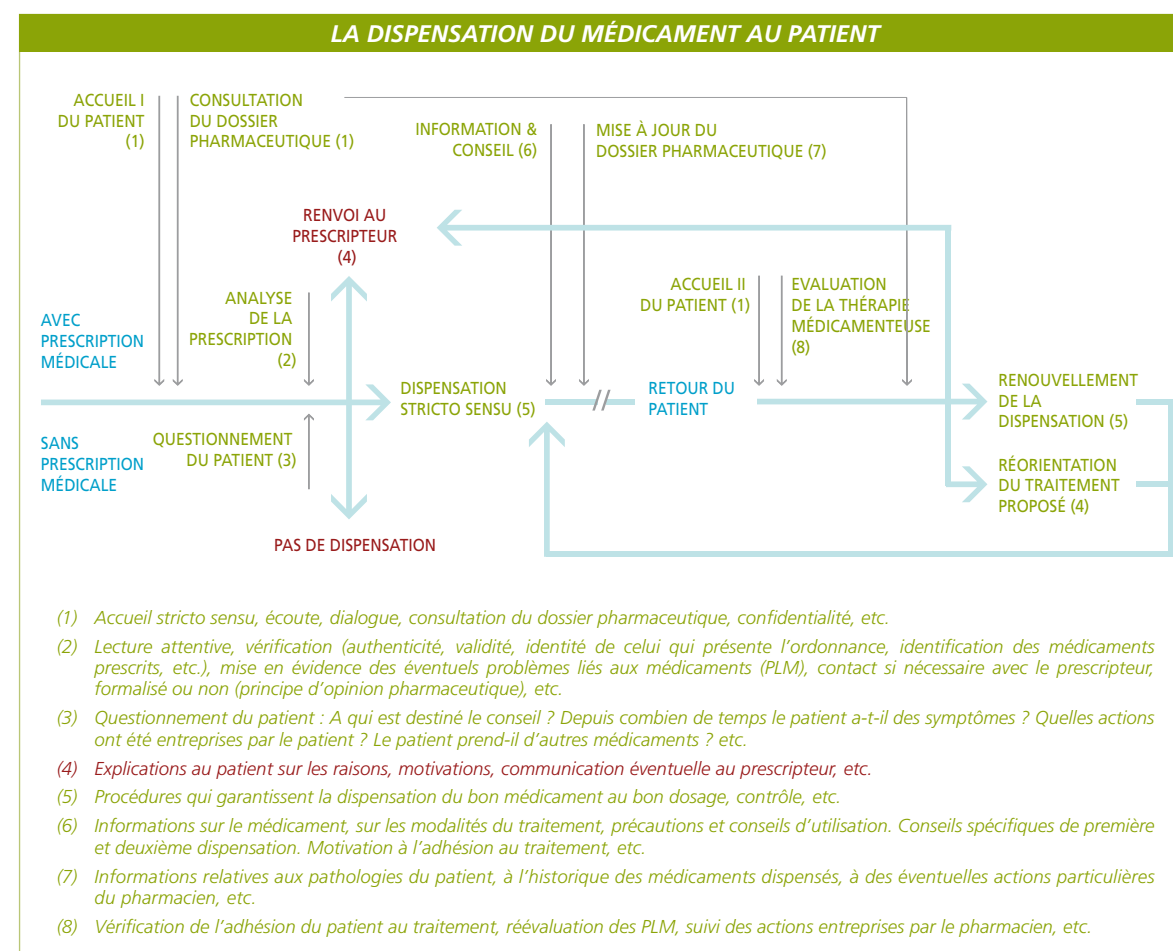 LA DISPENSATION DU MÉDICAMENT AU PATIENT
ACCUEIL I
DU PATIENT
(1)
CONSULTATION
DU DOSSIER
PHARMACEUTIQUE (1)
INFORMATION &
CONSEIL (6)
MISE À JOUR DU
DOSSIER PHARMACEUTIQUE (7)
RENVOI AU
PRESCRIPTEUR
(4)
ANALYSE
DE LA
PRESCRIPTION
(2)
ACCUEIL II
DU PATIENT (1)
EVALUATION
DE LA THÉRAPIE
MÉDICAMENTEUSE
(8)
AVEC
PRESCRIPTION
MÉDICALE
DISPENSATION
STRICTO SENSU (5)
RETOUR DU
PATIENT
RENOUVELLEMENT
DE LA
DISPENSATION (5)
SANS
PRESCRIPTION
MÉDICALE
QUESTIONNEMENT
DU PATIENT (3)
RÉORIENTATION
DU TRAITEMENT
PROPOSÉ (4)
PAS DE DISPENSATION
(1) Accueil stricto sensu, écoute, dialogue, consultation du dossier pharmaceutique, confidentialité, etc.
(2) Lecture attentive, vérification (authenticité, validité, identité de celui qui présente l'ordonnance, identification des médicaments
prescrits, etc.), mise en évidence des éventuels problèmes liés aux médicaments (PLM), contact si nécessaire avec le prescripteur,
formalisé ou non (principe d'opinion pharmaceutique), etc.
(3) Questionnement du patient : A qui est destiné le conseil ? Depuis combien de temps le patient a-t-il des symptômes ? Quelles actions
ont été entreprises par le patient ? Le patient prend-il d'autres médicaments ? etc.
(4) Explications au patient sur les raisons, motivations, communication éventuelle au prescripteur, etc.
(5) Procédures qui garantissent la dispensation du bon médicament au bon dosage, contrôle, etc.
(6) Informations sur le médicament, sur les modalités du traitement, précautions et conseils d'utilisation. Conseils spécifiques de première
et deuxième dispensation. Motivation à l'adhésion au traitement, etc.
(7) Informations relatives aux pathologies du patient, à l'historique des médicaments dispensés, à des éventuelles actions particulières
du pharmacien, etc.
(8) Vérification de l'adhésion du patient au traitement, réévaluation des PLM, suivi des actions entreprises par le pharmacien, etc.